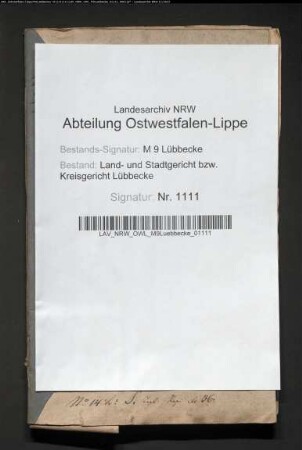 Landesarchiv NRW
Abteilung Ostwestfalen-Lippe
Bestands-Signatur: M 9 Lübbecke
Bestand: Land- und Stadtgericht bzw.
Kreisgericht Lübbecke
Signatur: Nr. 1111
LAV_NRW_OWL_M9Luebbecke_01111